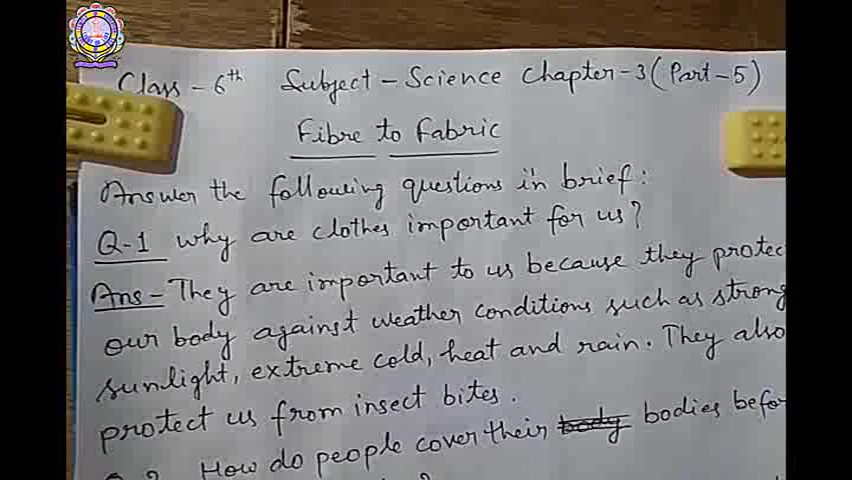 Class - 6th Subject - Science Chapter - 3 (Part - 5)
Fibre to Fabric
Answer the following questions in brief:
Q-1 why are clothes important for us?
Ans- They are important to us because they protec
our body against weather conditions such as strong
sunlight, extreme cold, heat and rain. They also
protect us from insect bites.
How do people cover their body bodies befor